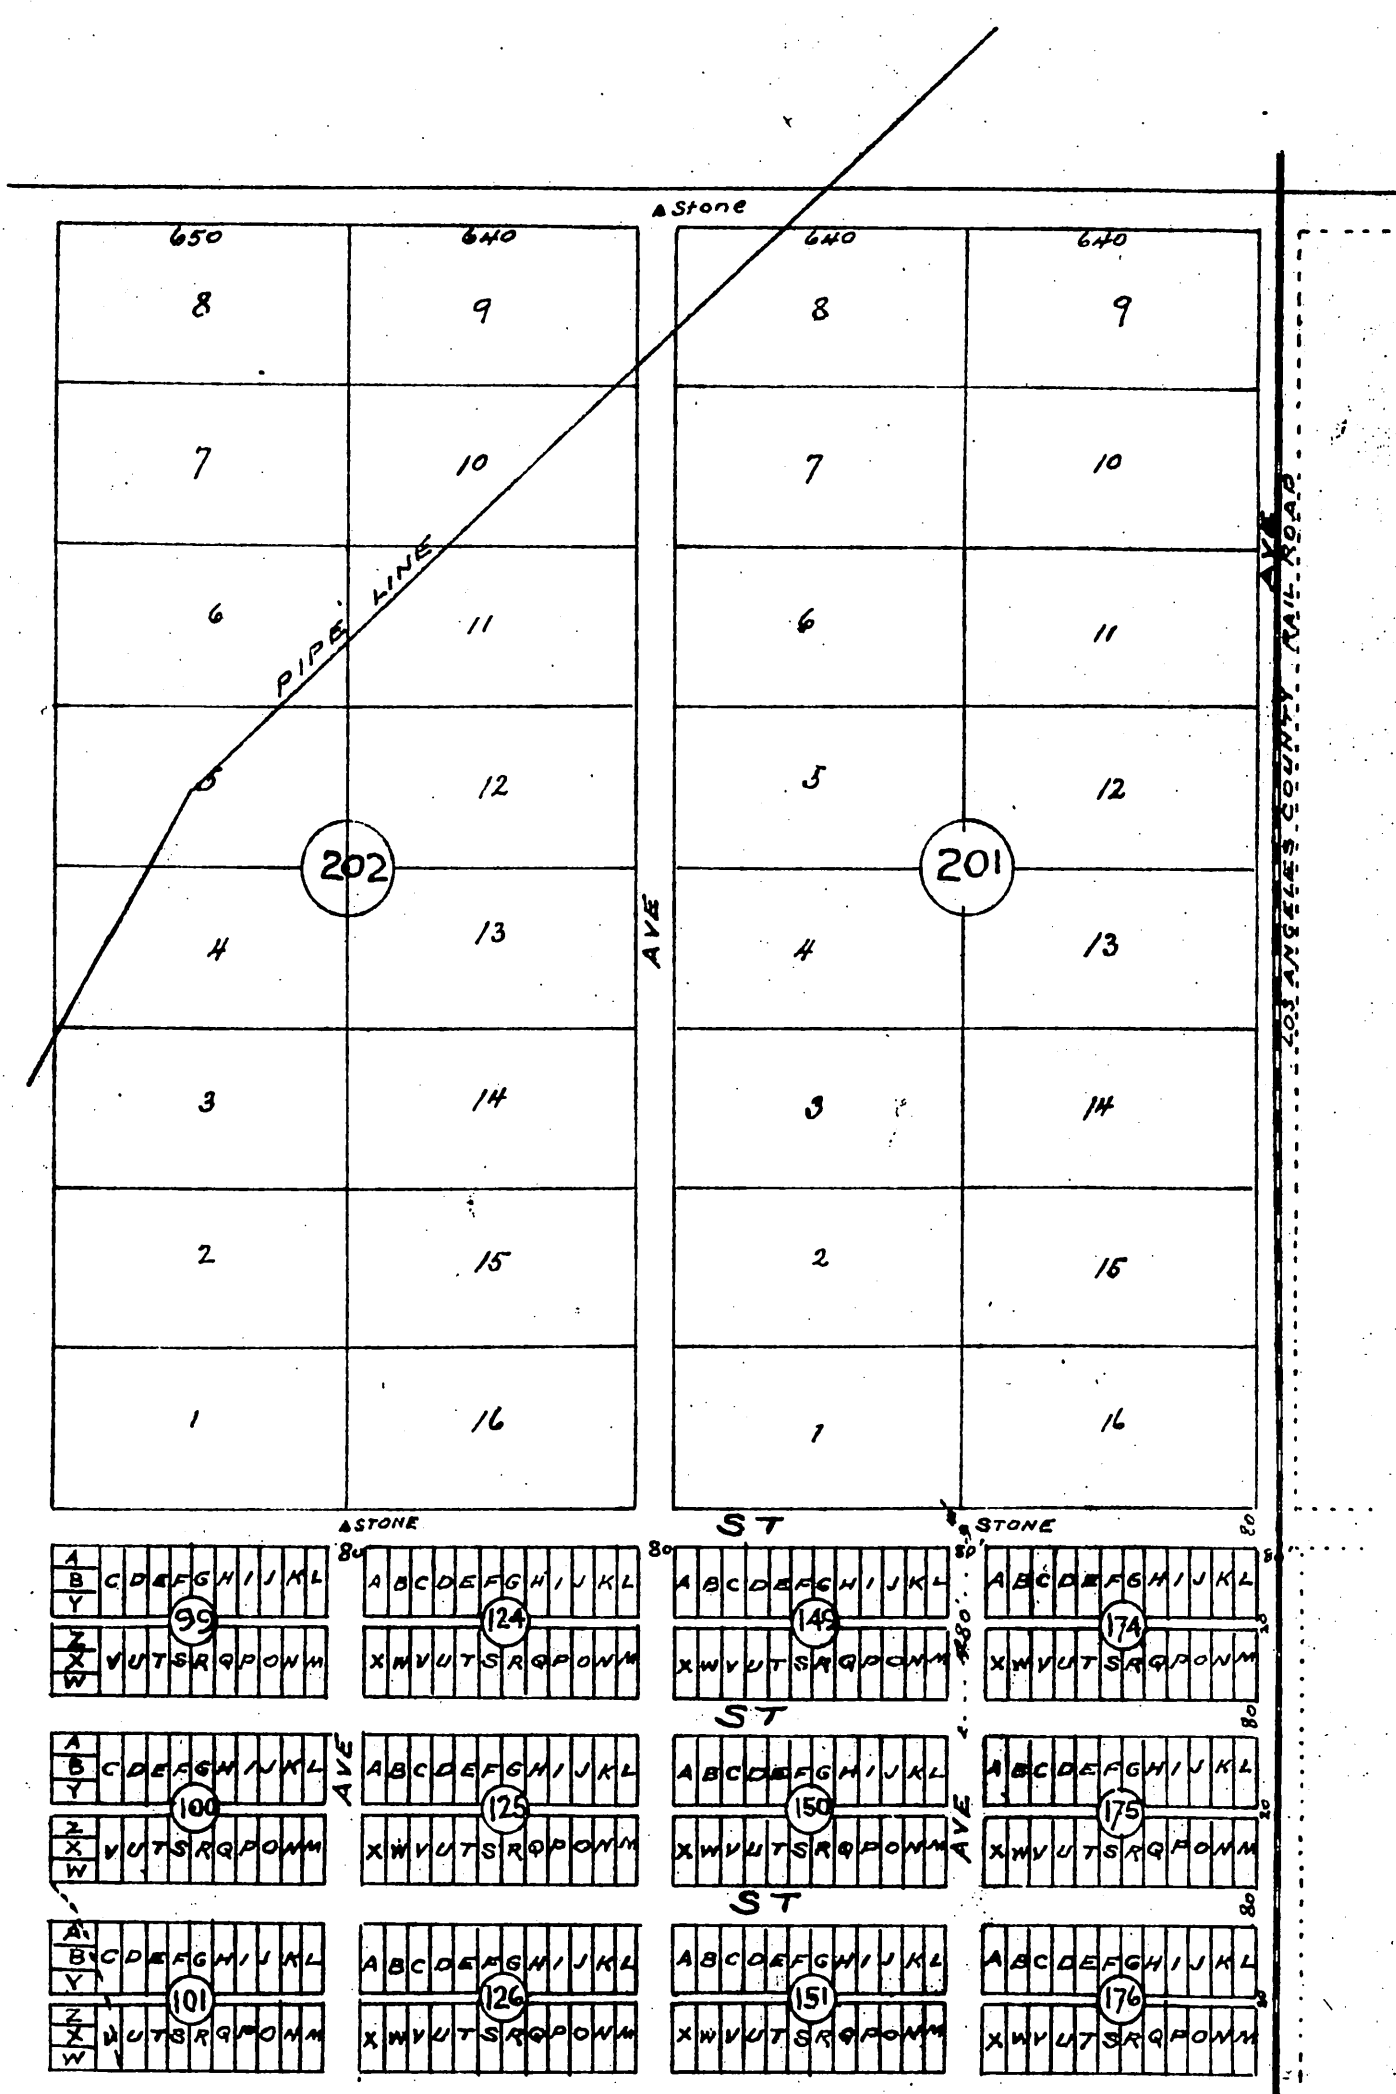 Stone
650 640 640 640
8 9 8 9
7 10 7 10
PIPE LINE
6 11 6 11
AVE
LOS ANGELES COUNTY RAIL ROAD
5 12 5 12
202 201
AVE
4 13 4 13
3 14 3 14
2 15 2 15
1 16 1 16
STONE ST STONE 80
80 80 80' 80'
A
B C D E F G H I J K L A B C D E F G H I J K L A B C D E F G H I J K L A B C D E F G H I J K L
Y
99 124 149 174 20
Z
X V U T S R Q P O N M X W V U T S R Q P O N M X W V U T S R Q P O N M X W V U T S R Q P O N M
W
ST 80
AVE
A
B C D E F G H I J K L A B C D E F G H I J K L A B C D E F G H I J K L A B C D E F G H I J K L
Y
100 125 150 AVE 175 20
Z
X V U T S R Q P O N M X W V U T S R Q P O N M X W V U T S R Q P O N M X W V U T S R Q P O N M
W
ST 80
A
B C D E F G H I J K L A B C D E F G H I J K L A B C D E F G H I J K L A B C D E F G H I J K L
Y
101 126 151 176 20
Z
X V U T S R Q P O N M X W V U T S R Q P O N M X W V U T S R Q P O N M X W V U T S R Q P O N M
W